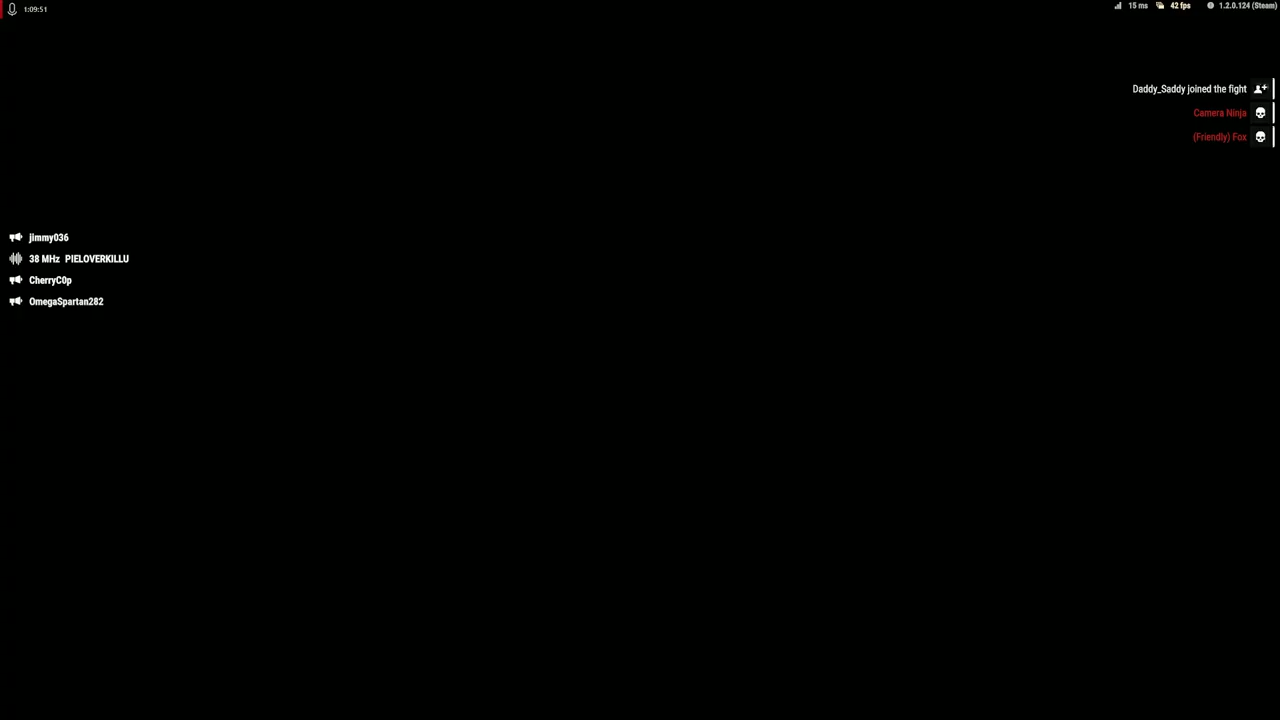 1:09:51
15 ms 42 fps 1.2.0.124 (Steam)
Daddy_Saddy joined the fight
Camera Ninja
(Friendly) Fox
jimmy036
38 MHz PIELOVERKILLU
CherryC0p
OmegaSpartan282